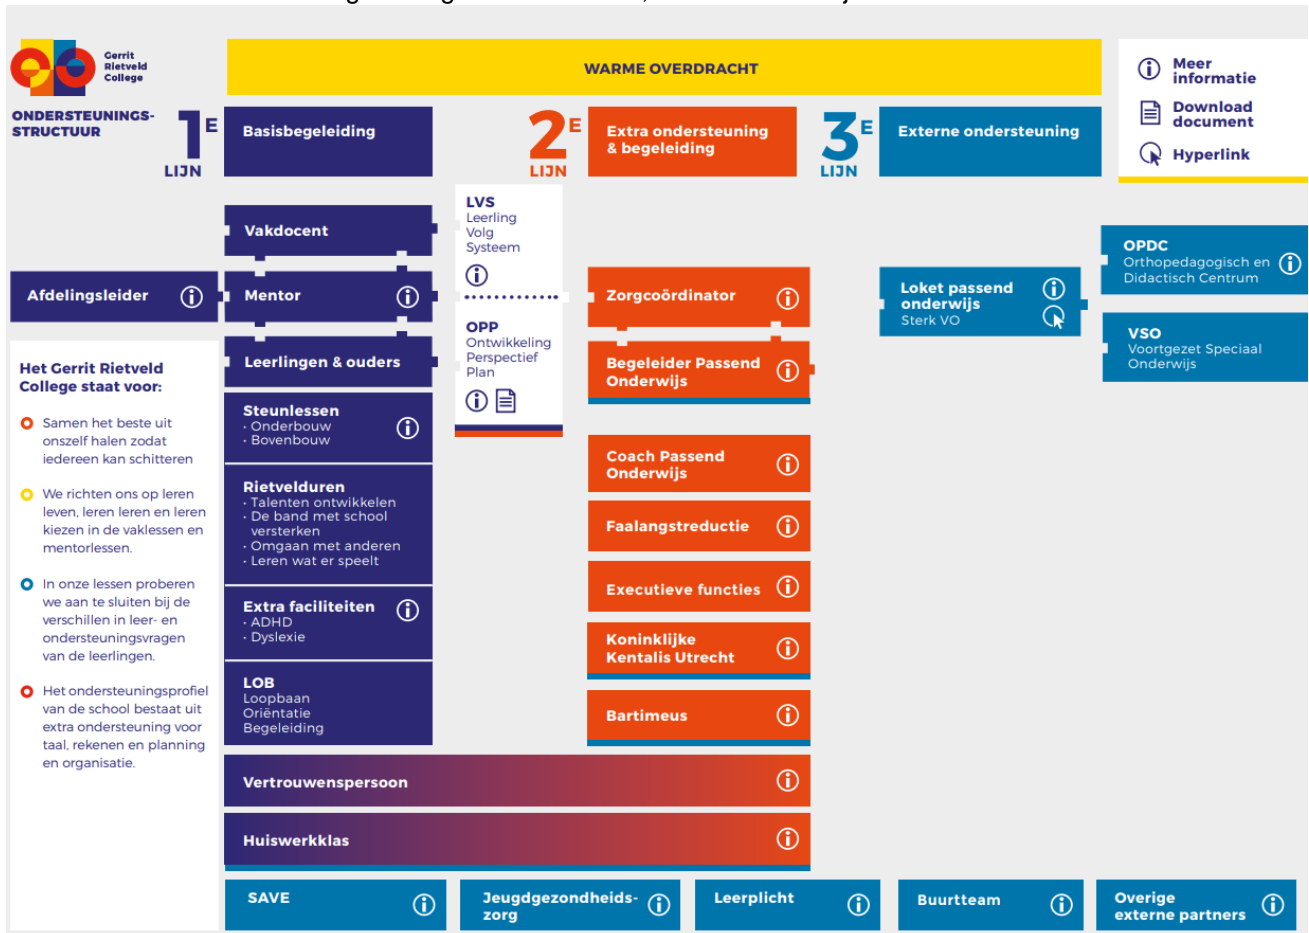 Gerrit
Rietveld
College
ONDERSTEUNINGS-
STRUCTUUR
WARME OVERDRACHT
Meer
informatie
Download
document
Hyperlink
1E
LIJN
Basisbegeleiding
2E
LIJN
Extra ondersteuning
& begeleiding
3E
LIJN
Externe ondersteuning
Afdelingsleider
Vakdocent
Mentor
Leerlingen & ouders
Steunlessen
· Onderbouw
· Bovenbouw
Rietvelduren
· Talenten ontwikkelen
· De band met school
versterken
· Omgaan met anderen
· Leren wat er speelt
Extra faciliteiten
· ADHD
· Dyslexie
LOB
Loopbaan
Oriëntatie
Begeleiding
LVS
Leerling
Volg
Systeem
OPP
Ontwikkeling
Perspectief
Plan
Zorgcoördinator
Begeleider Passend
Onderwijs
Coach Passend
Onderwijs
Faalangstreductie
Executieve functies
Koninklijke
Kentalis Utrecht
Bartimeus
Loket passend
onderwijs
Sterk VO
OPDC
Orthopedagogisch en
Didactisch Centrum
VSO
Voortgezet Speciaal
Onderwijs
Het Gerrit Rietveld
College staat voor:
Samen het beste uit
onszelf halen zodat
iedereen kan schitteren
We richten ons op leren
leven, leren leren en leren
kiezen in de vaklessen en
mentorlessen.
In onze lessen proberen
we aan te sluiten bij de
verschillen in leer- en
ondersteuningsvragen
van de leerlingen.
Het ondersteuningsprofiel
van de school bestaat uit
extra ondersteuning voor
taal, rekenen en planning
en organisatie.
Vertrouwenspersoon
Huiswerkklas
SAVE
Jeugdgezondheids-
zorg
Leerplicht
Buurtteam
Overige
externe partners